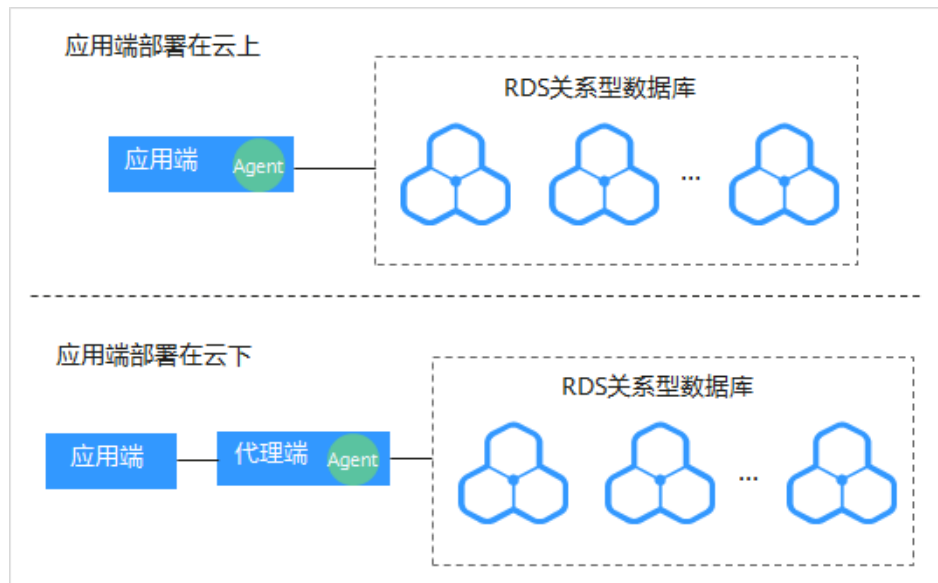 应用端部署在云上
RDS关系型数据库
应用端
Agent
...
应用端部署在云下
RDS关系型数据库
应用端
代理端
Agent
...